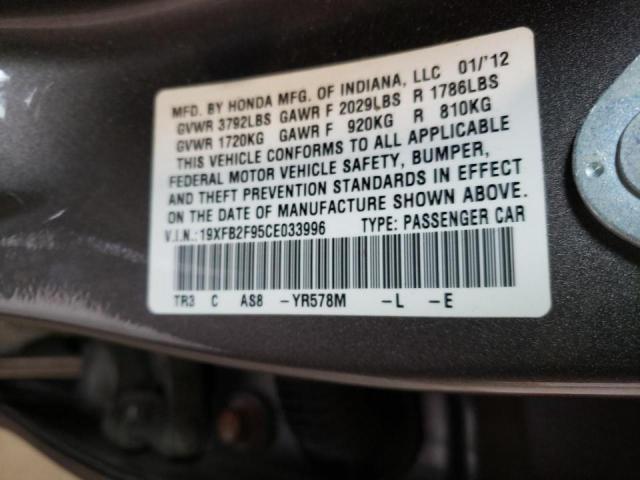 MFD. BY HONDA MFG. OF INDIANA, LLC 01/'12
GVWR 3792LBS GAWR F 2029LBS R 1786LBS
GVWR 1720KG GAWR F 920KG R 810KG
THIS VEHICLE CONFORMS TO ALL APPLICABLE
FEDERAL MOTOR VEHICLE SAFETY, BUMPER,
AND THEFT PREVENTION STANDARDS IN EFFECT
ON THE DATE OF MANUFACTURE SHOWN ABOVE.
V.I.N.: 19XFB2F95CE033996 TYPE: PASSENGER CAR
TR3 C AS8 -YR578M -L -E